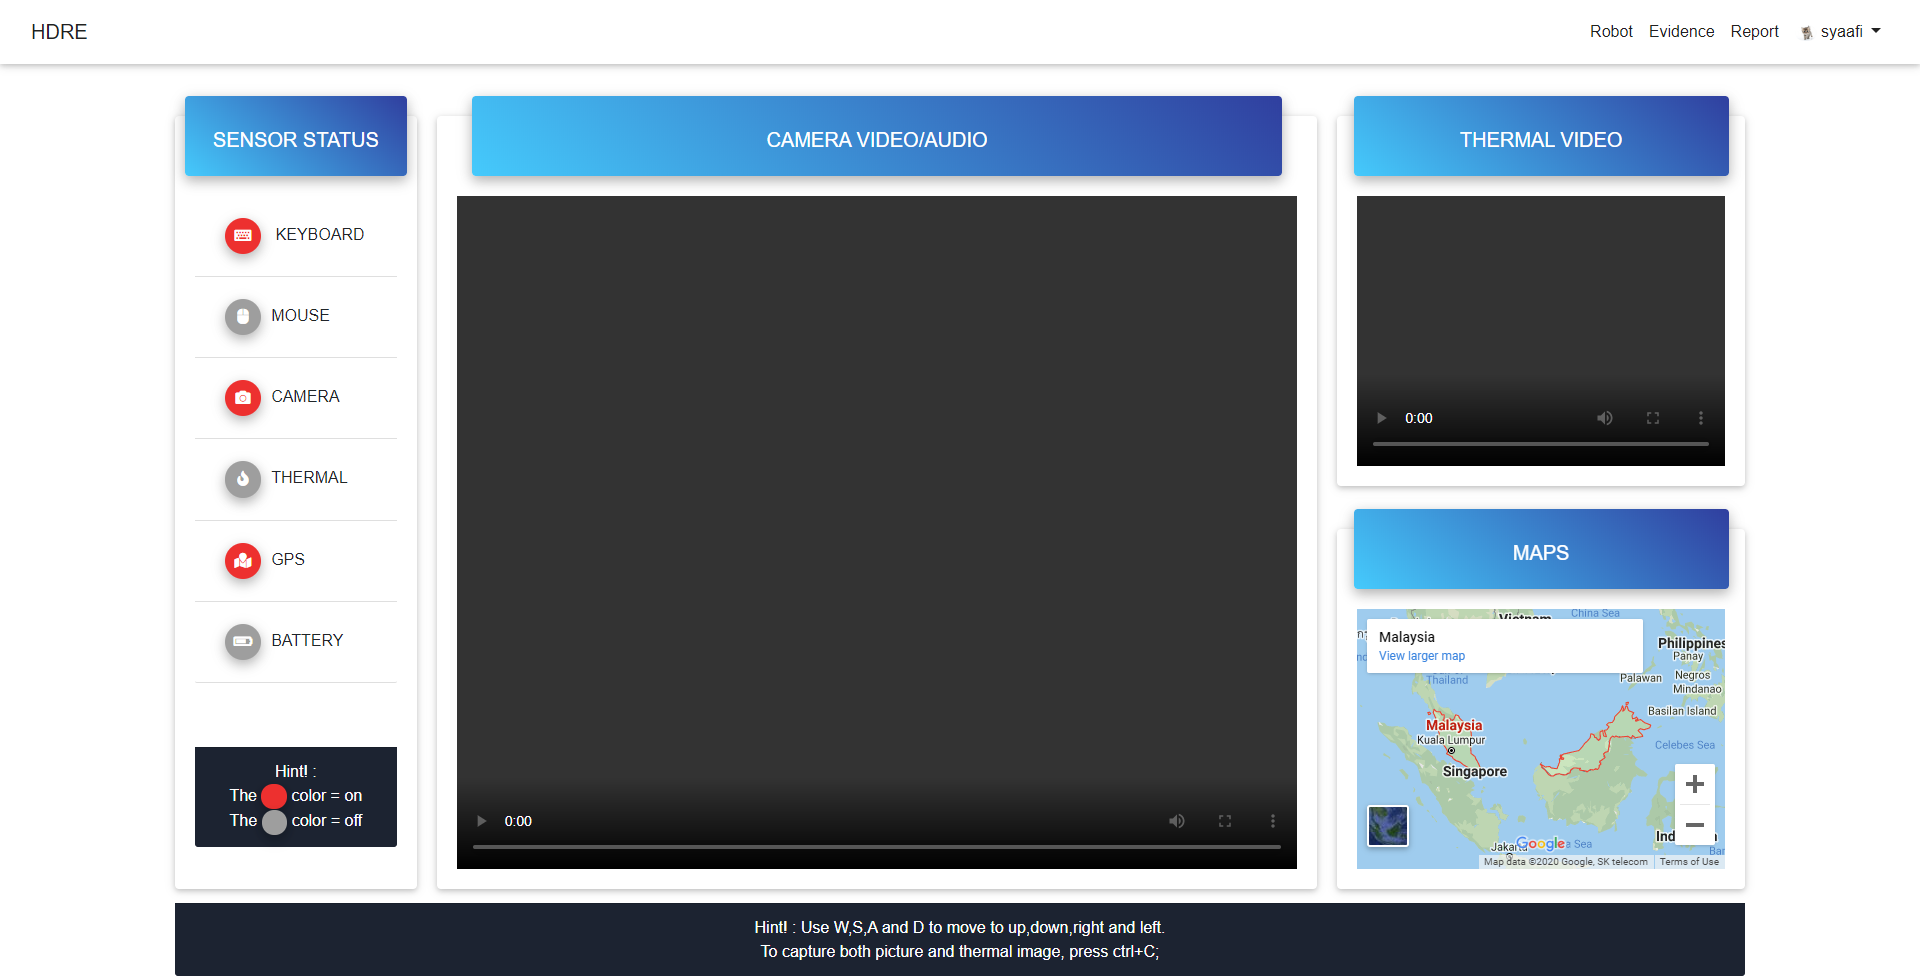 HDRE
Robot Evidence Report syaafi
SENSOR STATUS
KEYBOARD
MOUSE
CAMERA
THERMAL
GPS
BATTERY
Hint! :
The color = on
The color = off
CAMERA VIDEO/AUDIO
0:00
THERMAL VIDEO
0:00
MAPS
Malaysia
View larger map
China Sea
Vietnam
Philippines
Panay
Thailand
Palawan
Negros
Mindanao
Basilan Island
Malaysia
Kuala Lumpur
Celebes Sea
Singapore
Google
Sea
Map data ©2020 Google, SK telecom
Terms of Use
Hint! : Use W,S,A and D to move to up,down,right and left.
To capture both picture and thermal image, press ctrl+C;